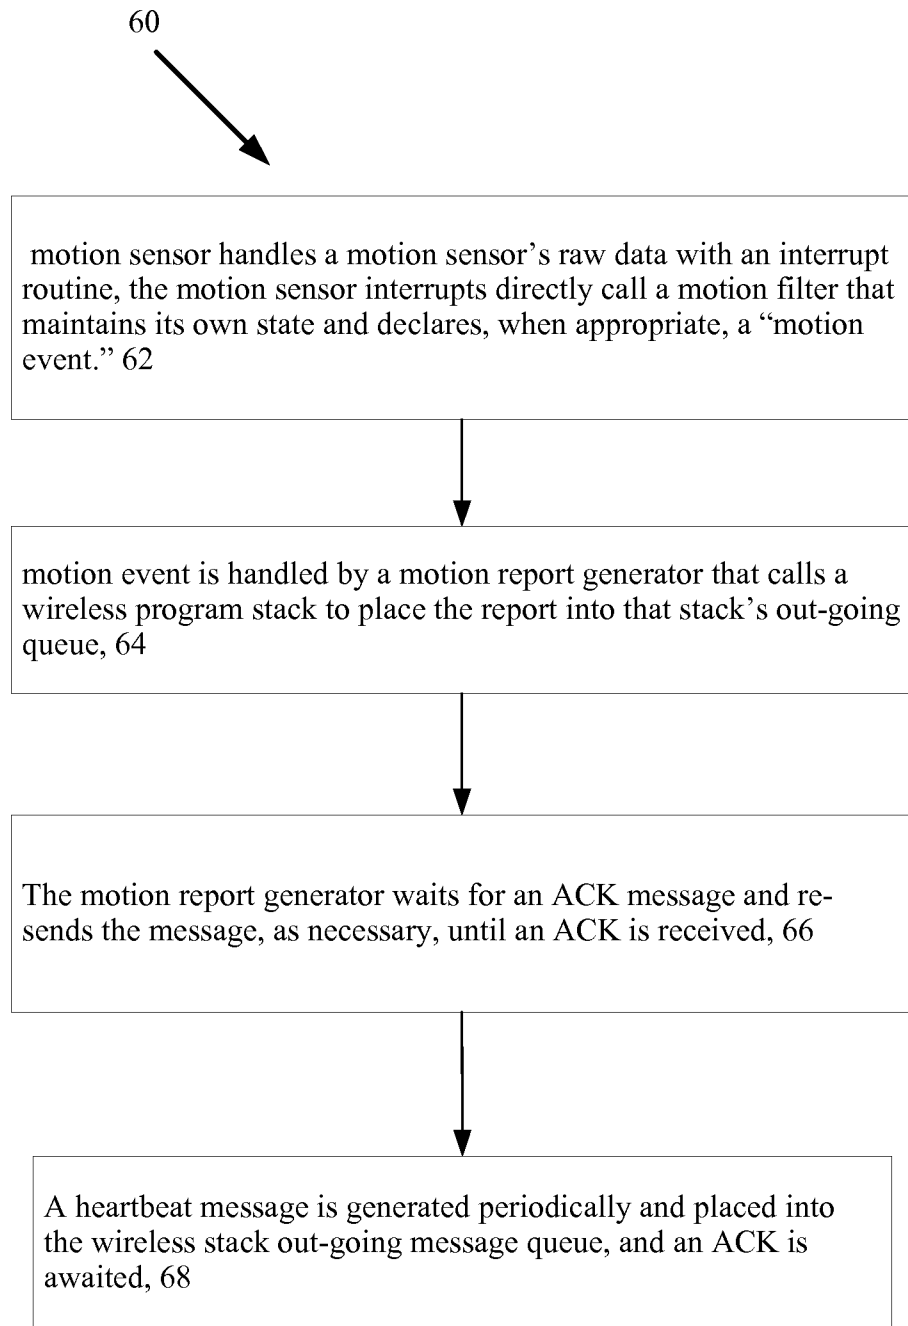 60
motion sensor handles a motion sensor’s raw data with an interrupt
routine, the motion sensor interrupts directly call a motion filter that
maintains its own state and declares, when appropriate, a “motion
event.” 62
motion event is handled by a motion report generator that calls a
wireless program stack to place the report into that stack’s out-going
queue, 64
The motion report generator waits for an ACK message and re-
sends the message, as necessary, until an ACK is received, 66
A heartbeat message is generated periodically and placed into
the wireless stack out-going message queue, and an ACK is
awaited, 68